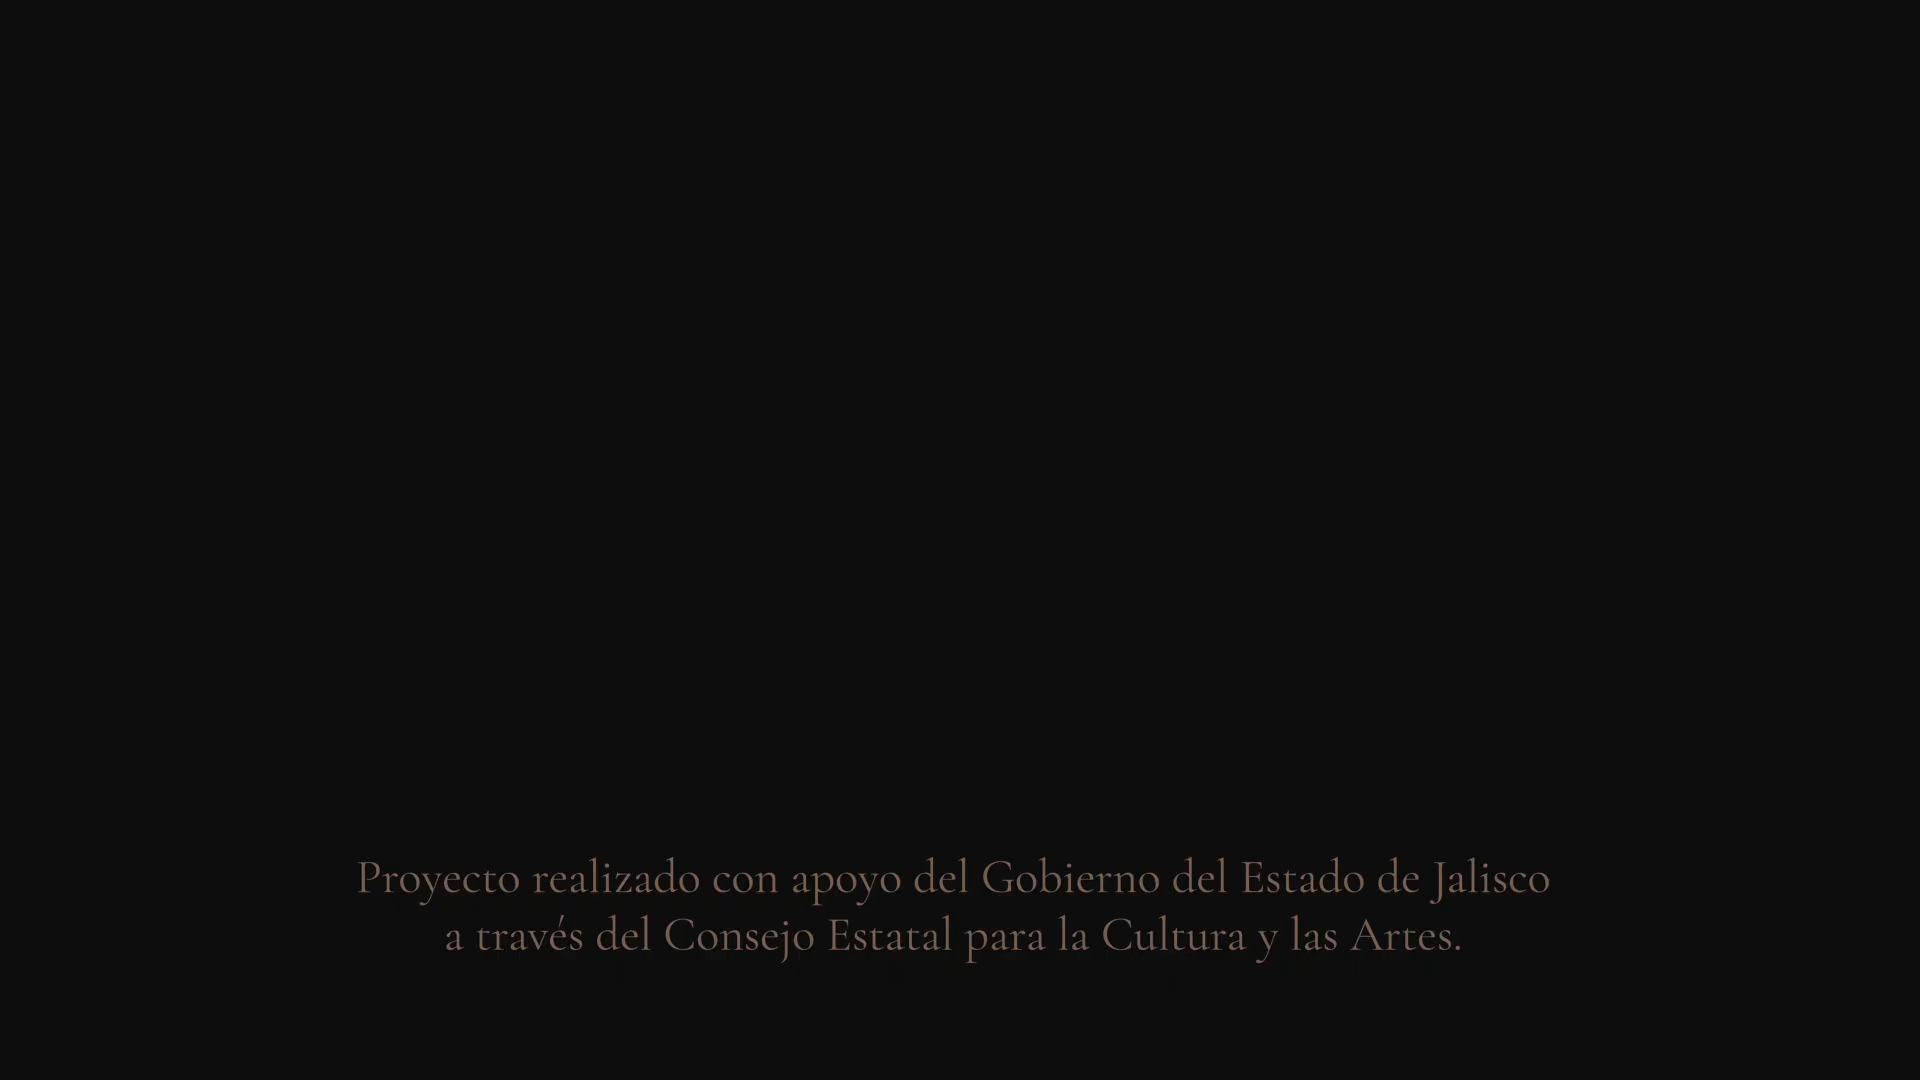 Proyecto realizado con apoyo del Gobierno del Estado de Jalisco
a través del Consejo Estatal para la Cultura y las Artes.